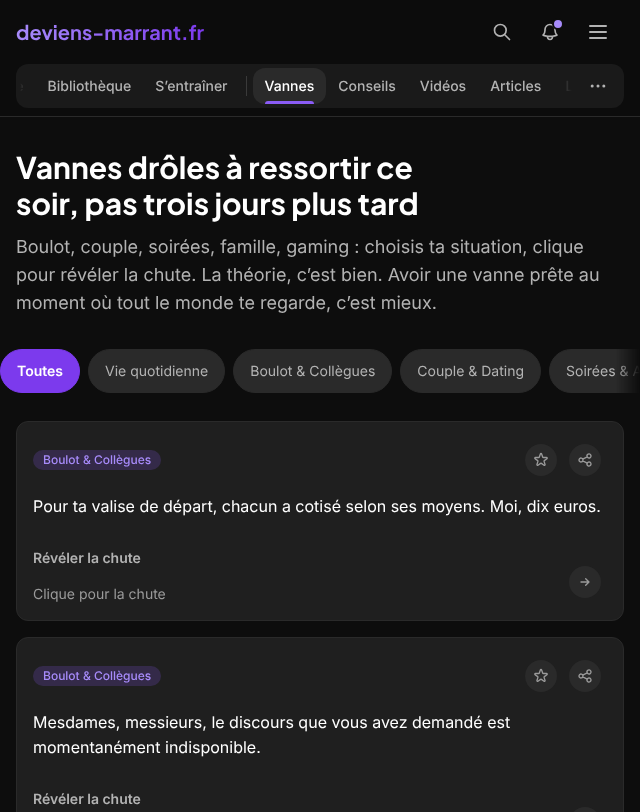 deviens-marrant.fr
Bibliothèque S’entraîner Vannes Conseils Vidéos Articles
Vannes drôles à ressortir ce
soir, pas trois jours plus tard
Boulot, couple, soirées, famille, gaming : choisis ta situation, clique
pour révéler la chute. La théorie, c’est bien. Avoir une vanne prête au
moment où tout le monde te regarde, c’est mieux.
Toutes Vie quotidienne Boulot & Collègues Couple & Dating Soirées &
Boulot & Collègues
Pour ta valise de départ, chacun a cotisé selon ses moyens. Moi, dix euros.
Révéler la chute
Clique pour la chute
Boulot & Collègues
Mesdames, messieurs, le discours que vous avez demandé est
momentanément indisponible.
Révéler la chute